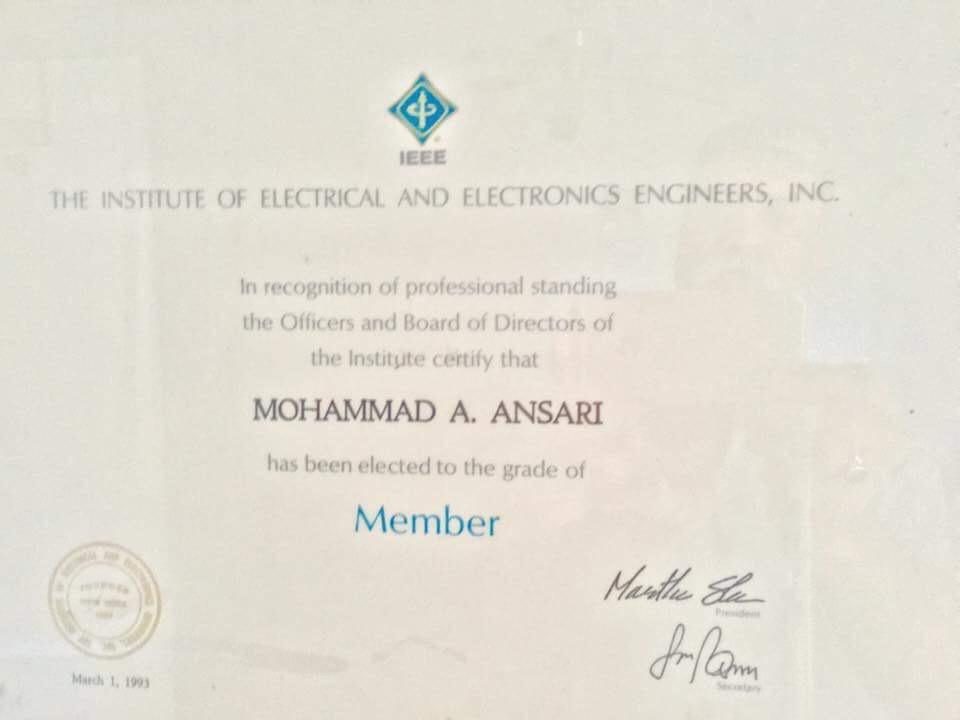 IEEE
THE INSTITUTE OF ELECTRICAL AND ELECTRONICS ENGINEERS, INC.
In recognition of professional standing
the Officers and Board of Directors of
the Institute certify that
MOHAMMAD A. ANSARI
has been elected to the grade of
Member
President
Secretary
March 1, 1993